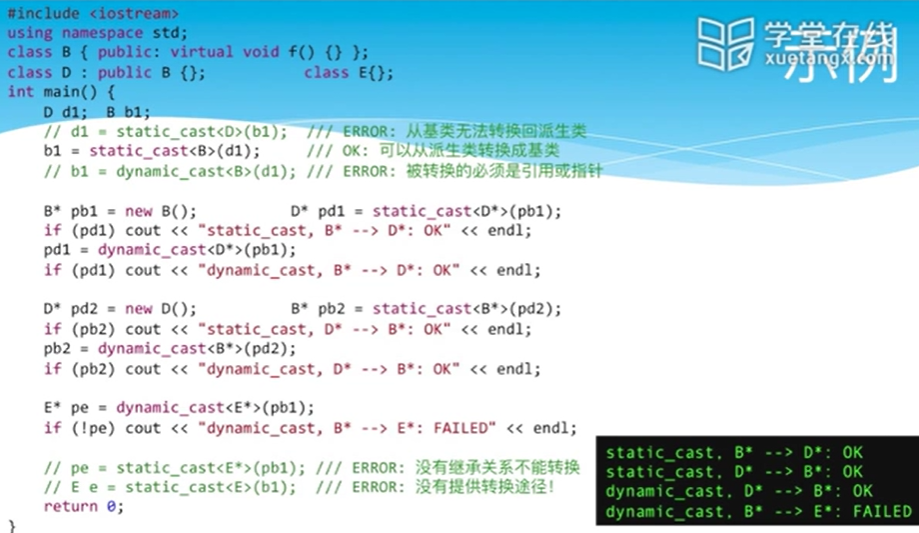 #include <iostream>
using namespace std;
class B { public: virtual void f() {} };
class D : public B {};          class E{};
int main() {
    D d1;  B b1;
    // d1 = static_cast<D>(b1);  /// ERROR: 从基类无法转换回派生类
    b1 = static_cast<B>(d1);     /// OK: 可以从派生类转换成基类
    // b1 = dynamic_cast<B>(d1); /// ERROR: 被转换的必须是引用或指针
    B* pb1 = new B();          D* pd1 = static_cast<D*>(pb1);
    if (pd1) cout << "static_cast, B* --> D*: OK" << endl;
    pd1 = dynamic_cast<D*>(pb1);
    if (pd1) cout << "dynamic_cast, B* --> D*: OK" << endl;
    D* pd2 = new D();          B* pb2 = static_cast<B*>(pd2);
    if (pb2) cout << "static_cast, D* --> B*: OK" << endl;
    pb2 = dynamic_cast<B*>(pd2);
    if (pb2) cout << "dynamic_cast, D* --> B*: OK" << endl;
    E* pe = dynamic_cast<E*>(pb1);
    if (!pe) cout << "dynamic_cast, B* --> E*: FAILED" << endl;
    // pe = static_cast<E*>(pb1); /// ERROR: 没有继承关系不能转换
    // E e = static_cast<E>(b1);  /// ERROR: 没有提供转换途径!
    return 0;
}
学堂在线
xuetangx.com
示例
static_cast, B* --> D*: OK
static_cast, D* --> B*: OK
dynamic_cast, D* --> B*: OK
dynamic_cast, B* --> E*: FAILED